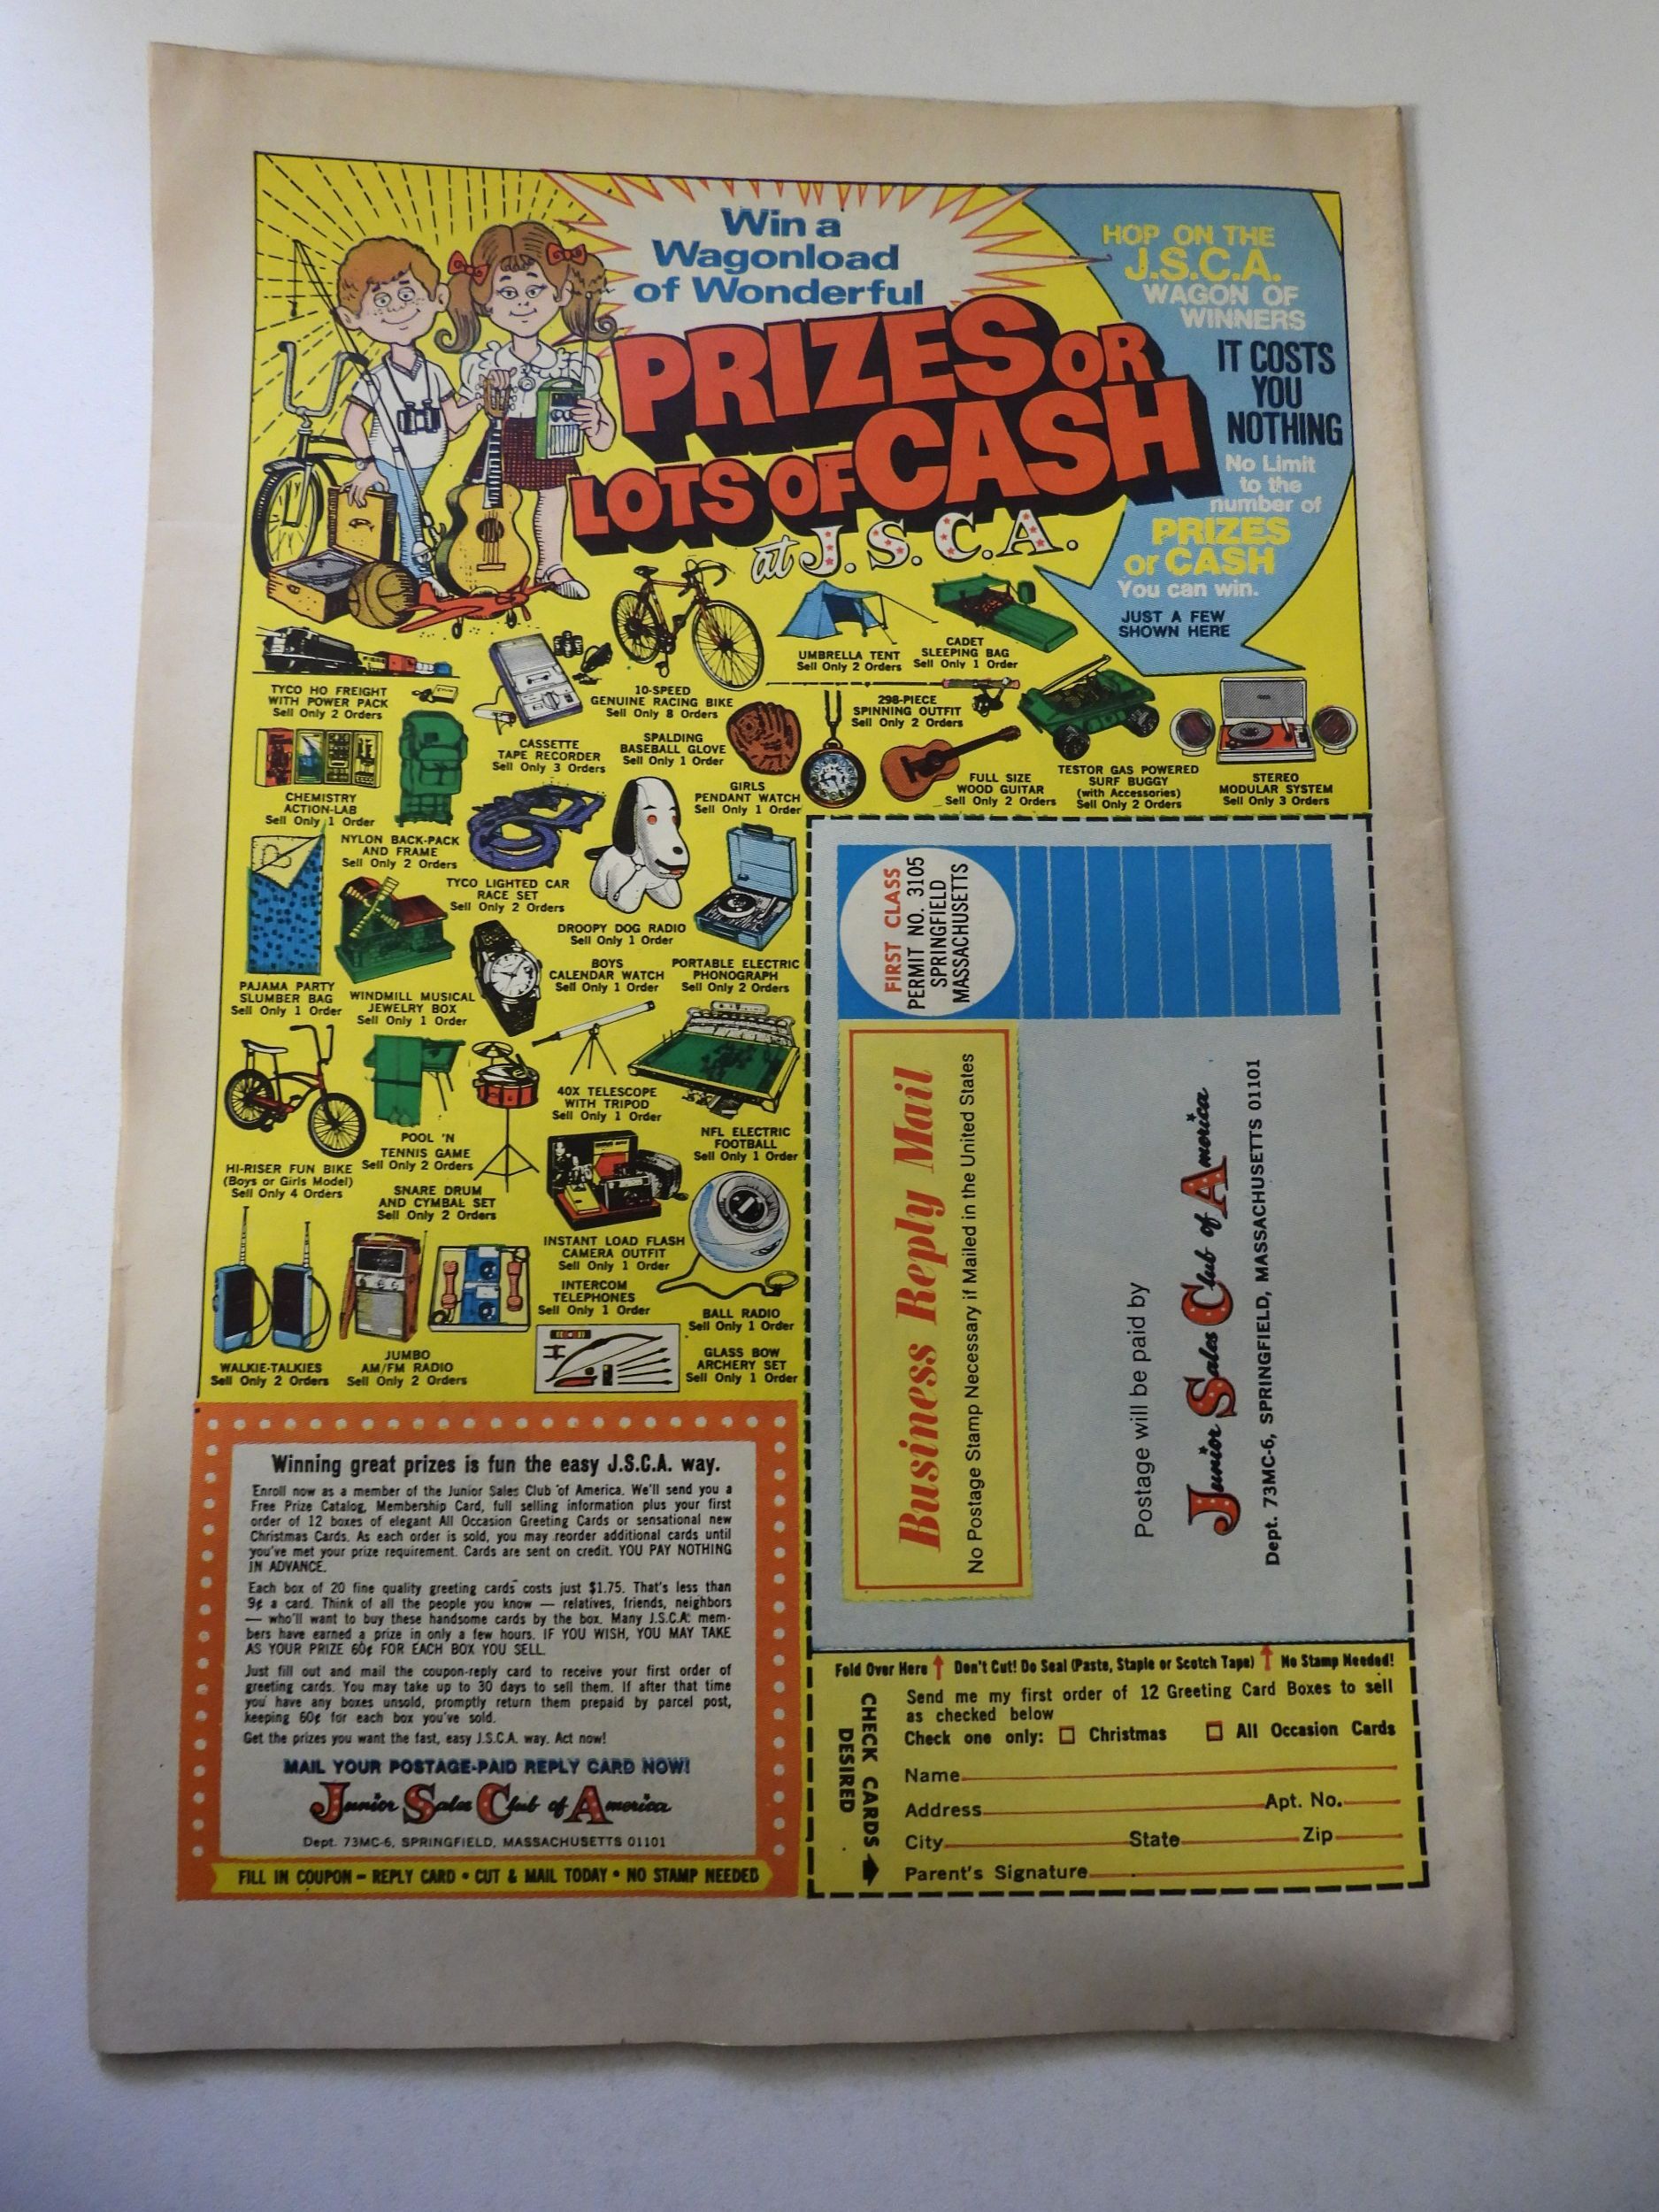 Win a
Wagonload
of Wonderful
PRIZES OR
LOTS OF CASH
at J.S.C.A.
HOP ON THE
J.S.C.A.
WAGON OF
WINNERS
IT COSTS
YOU
NOTHING
No Limit
to the
number of
PRIZES
or CASH
You can win.
JUST A FEW
SHOWN HERE
TYCO HO FREIGHT
WITH POWER PACK
Sell Only 2 Orders
CASSETTE
TAPE RECORDER
Sell Only 3 Orders
10-SPEED
GENUINE RACING BIKE
Sell Only 8 Orders
UMBRELLA TENT
Sell Only 2 Orders
CADET
SLEEPING BAG
Sell Only 1 Order
298-PIECE
SPINNING OUTFIT
Sell Only 2 Orders
SPALDING
BASEBALL GLOVE
Sell Only 1 Order
GIRLS
PENDANT WATCH
Sell Only 1 Order
FULL SIZE
WOOD GUITAR
Sell Only 2 Orders
TESTOR GAS POWERED
SURF BUGGY
(with Accessories)
Sell Only 2 Orders
STEREO
MODULAR SYSTEM
Sell Only 3 Orders
CHEMISTRY
ACTION-LAB
Sell Only 1 Order
NYLON BACK-PACK
AND FRAME
Sell Only 2 Orders
TYCO LIGHTED CAR
RACE SET
Sell Only 2 Orders
DROOPY DOG RADIO
Sell Only 1 Order
PAJAMA PARTY
SLUMBER BAG
Sell Only 1 Order
WINDMILL MUSICAL
JEWELRY BOX
Sell Only 1 Order
BOYS
CALENDAR WATCH
Sell Only 1 Order
PORTABLE ELECTRIC
PHONOGRAPH
Sell Only 2 Orders
40X TELESCOPE
WITH TRIPOD
Sell Only 1 Order
NFL ELECTRIC
FOOTBALL
Sell Only 1 Order
HI-RISER FUN BIKE
(Boys or Girls Model)
Sell Only 4 Orders
POOL 'N
TENNIS GAME
Sell Only 2 Orders
SNARE DRUM
AND CYMBAL SET
Sell Only 2 Orders
INSTANT LOAD FLASH
CAMERA OUTFIT
Sell Only 1 Order
INTERCOM
TELEPHONES
Sell Only 1 Order
BALL RADIO
Sell Only 1 Order
WALKIE-TALKIES
Sell Only 2 Orders
JUMBO
AM/FM RADIO
Sell Only 2 Orders
GLASS BOW
ARCHERY SET
Sell Only 1 Order
Winning great prizes is fun the easy J.S.C.A. way.
Enroll now as a member of the Junior Sales Club of America. We'll send you a
Free Prize Catalog, Membership Card, full selling information plus your first
order of 12 boxes of elegant All Occasion Greeting Cards or sensational new
Christmas Cards. As each order is sold, you may reorder additional cards until
you've met your prize requirement. Cards are sent on credit. YOU PAY NOTHING
IN ADVANCE.
Each box of 20 fine quality greeting cards costs just $1.75. That's less than
9¢ a card. Think of all the people you know — relatives, friends, neighbors
— who'll want to buy these handsome cards by the box. Many J.S.C.A. mem-
bers have earned a prize in only a few hours. IF YOU WISH, YOU MAY TAKE
AS YOUR PRIZE 60¢ FOR EACH BOX YOU SELL.
Just fill out and mail the coupon-reply card to receive your first order of
greeting cards. You may take up to 30 days to sell them. If after that time
you have any boxes unsold, promptly return them prepaid by parcel post,
keeping 60¢ for each box you've sold.
Get the prizes you want the fast, easy J.S.C.A. way. Act now!
MAIL YOUR POSTAGE-PAID REPLY CARD NOW!
Junior Sales Club of America
Dept. 73MC-6, SPRINGFIELD, MASSACHUSETTS 01101
FILL IN COUPON – REPLY CARD • CUT & MAIL TODAY • NO STAMP NEEDED
FIRST CLASS
PERMIT NO. 3105
SPRINGFIELD
MASSACHUSETTS
Business Reply Mail
No Postage Stamp Necessary if Mailed in the United States
Postage will be paid by
Junior Sales Club of America
Dept. 73MC-6, SPRINGFIELD, MASSACHUSETTS 01101
Fold Over Here ↑ Don't Cut! Do Seal (Paste, Staple or Scotch Tape) ↑ No Stamp Needed!
CHECK CARDS
DESIRED
Send me my first order of 12 Greeting Card Boxes to sell
as checked below
Check one only: ☐ Christmas ☐ All Occasion Cards
Name
Address Apt. No.
City State Zip
Parent's Signature